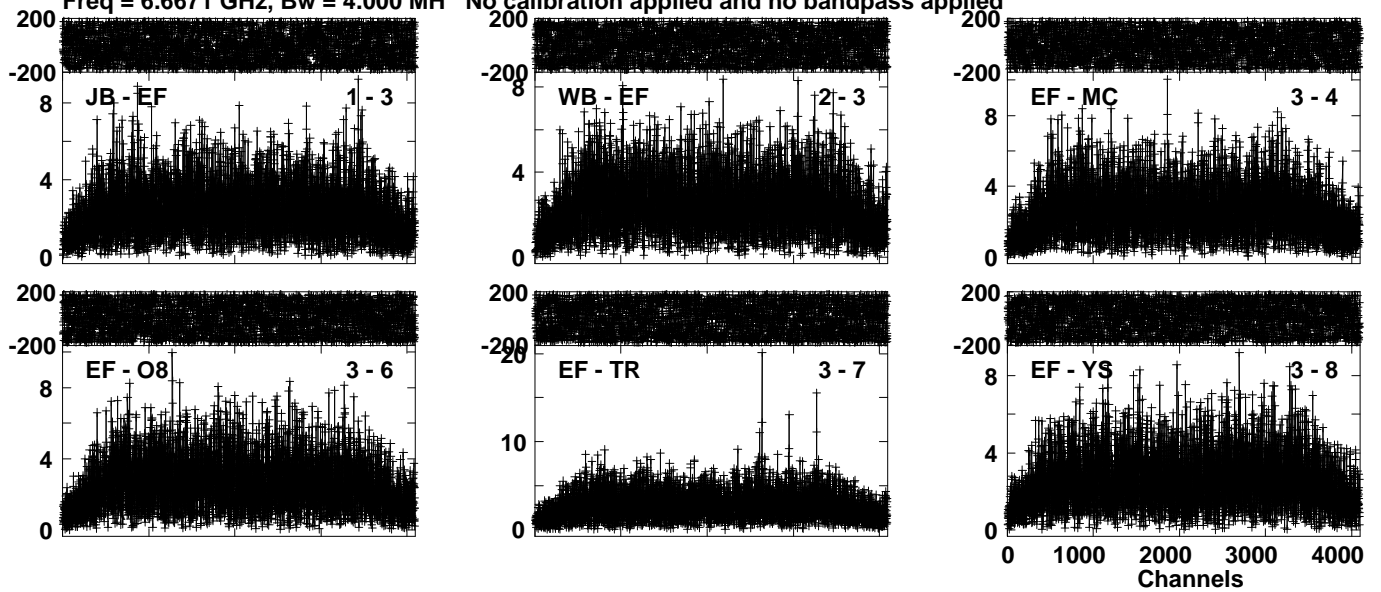 Freq = 6.6671 GHz, Bw = 4.000 MH No calibration applied and no bandpass applied
200 200 200
-200 -200 -200
JB - EF 1 - 3 WB - EF 2 - 3 EF - MC 3 - 4
8 8 8
4 4 4
0 0 0
200 200 200
-200 -200 -200
EF - O8 3 - 6 EF - TR 3 - 7 EF - YS 3 - 8
8 20 8
4 10 4
0 0 0
0 1000 2000 3000 4000
Channels